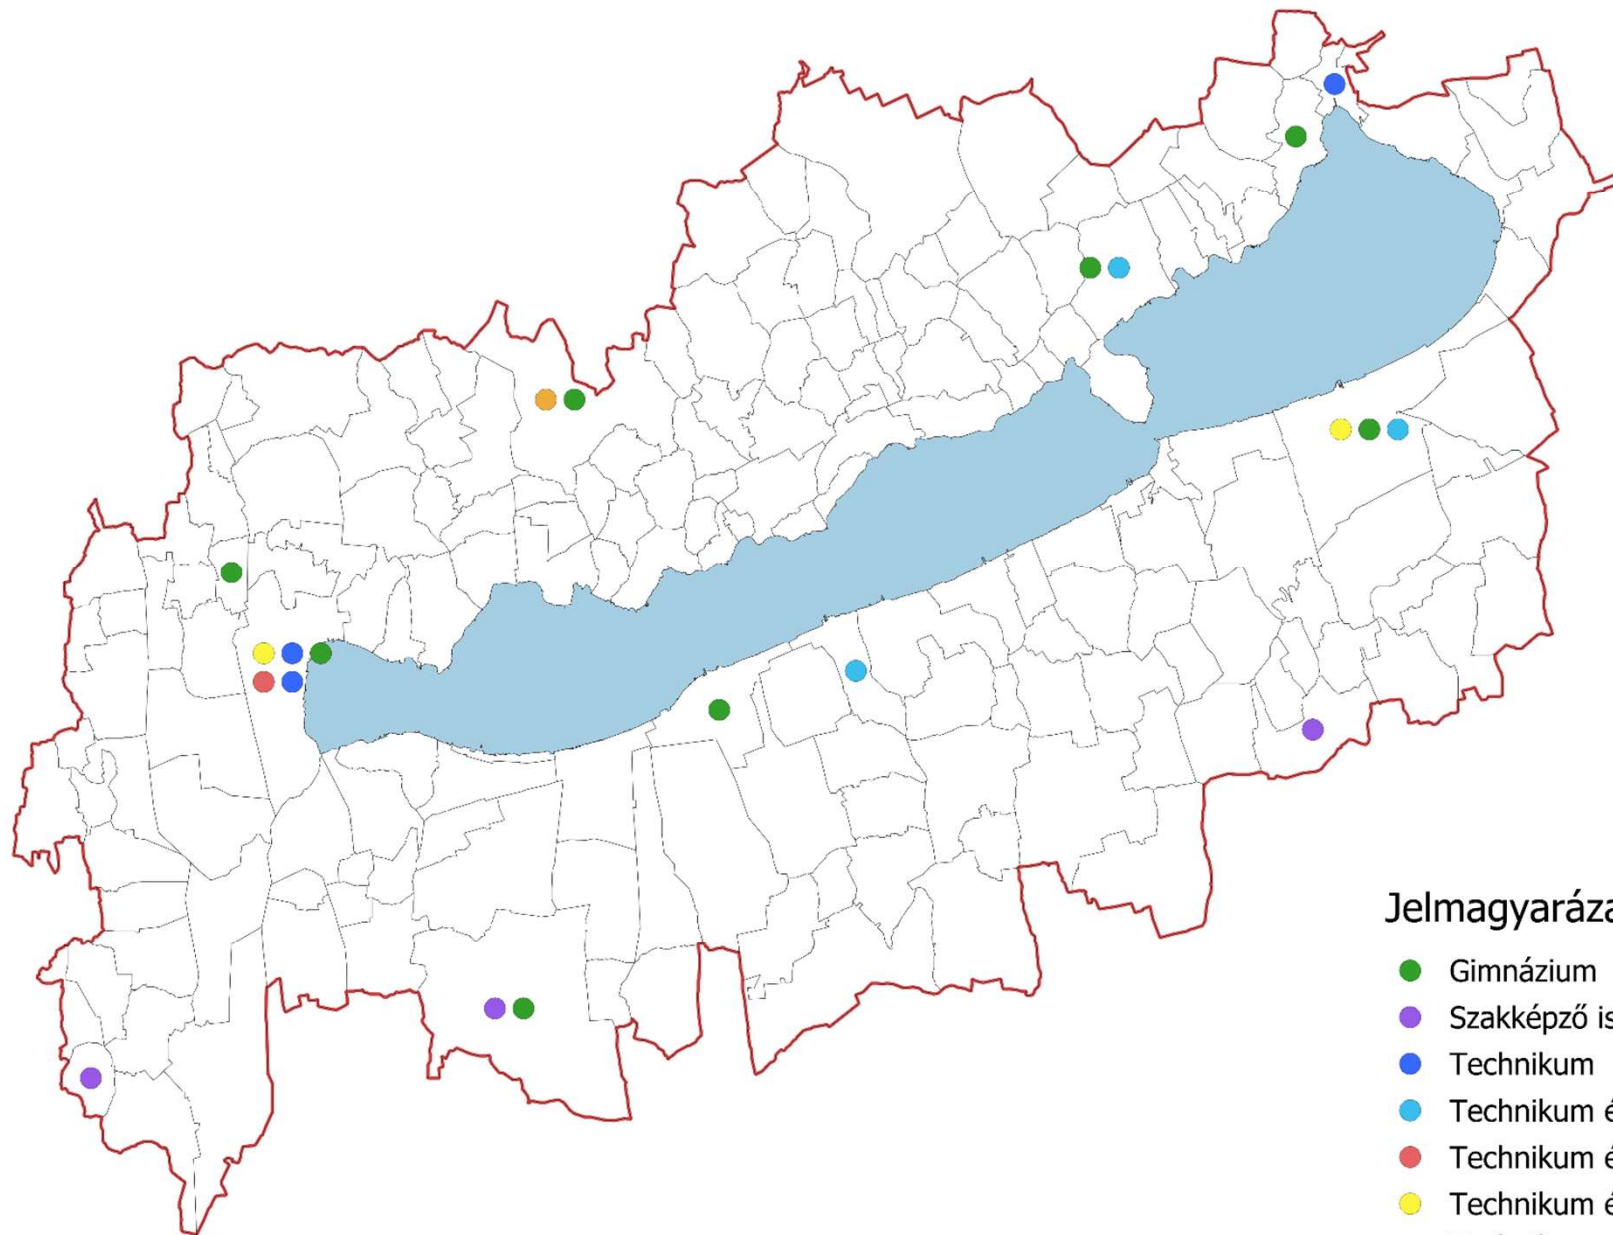 Jelmagyaráza
Gimnázium
Szakképző is
Technikum
Technikum é
Technikum é
Technikum é